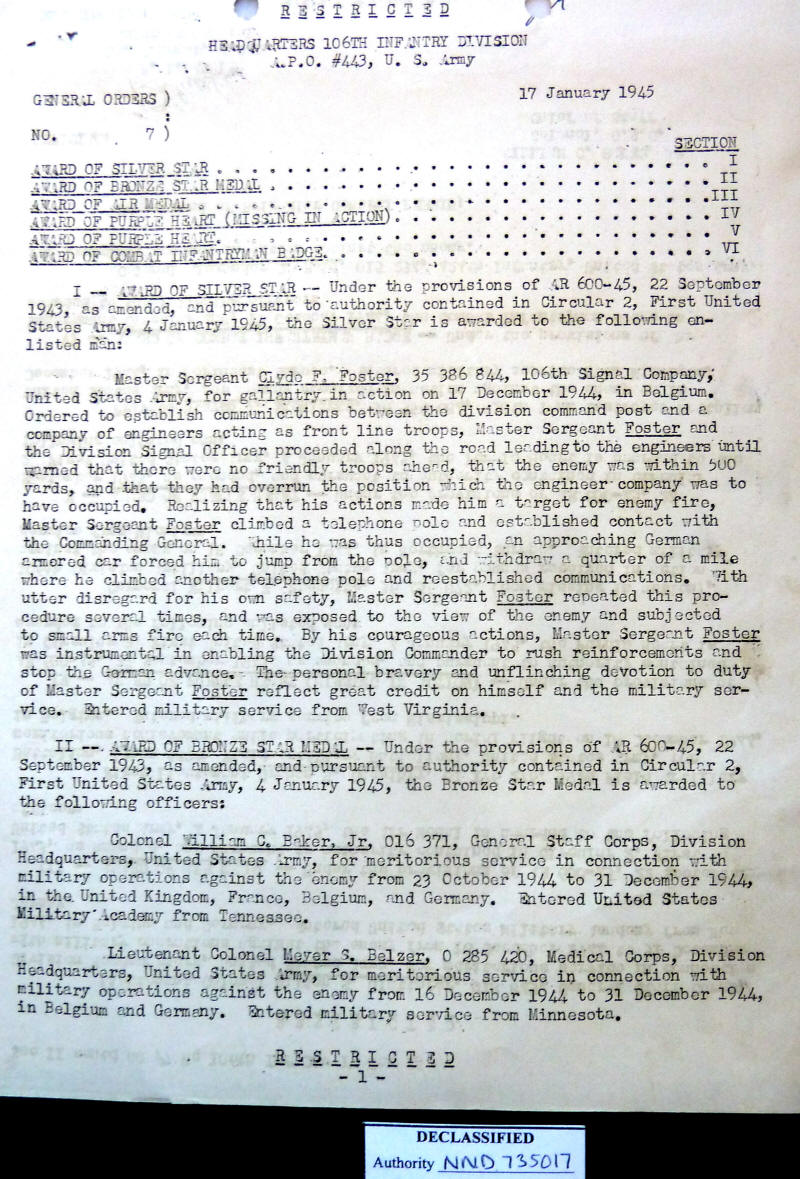 R E S T R I C T E D
HEADQUARTERS 106TH INFANTRY DIVISION
A.P.O. #443, U. S. Army
GENERAL ORDERS )
17 January 1945
:
NO. 7 )
SECTION
AWARD OF SILVER STAR . . . . . . . . . . . . . . . . . . . . . . . . . . . . I
AWARD OF BRONZE STAR MEDAL . . . . . . . . . . . . . . . . . . . . . . . . . II
AWARD OF AIR MEDAL . . . . . . . . . . . . . . . . . . . . . . . . . . . . . III
AWARD OF PURPLE HEART (MISSING IN ACTION). . . . . . . . . . . . . . . . . . IV
AWARD OF PURPLE HEART. . . . . . . . . . . . . . . . . . . . . . . . . . . . V
AWARD OF COMBAT INFANTRYMAN BADGE. . . . . . . . . . . . . . . . . . . . . . VI
I -- AWARD OF SILVER STAR -- Under the provisions of AR 600-45, 22 September
1943, as amended, and pursuant to authority contained in Circular 2, First United
States Army, 4 January 1945, the Silver Star is awarded to the following en-
listed man:
Master Sergeant Clyde F. Foster, 35 386 844, 106th Signal Company,
United States Army, for gallantry in action on 17 December 1944, in Belgium.
Ordered to establish communications between the division command post and a
company of engineers acting as front line troops, Master Sergeant Foster and
the Division Signal Officer proceeded along the road leading to the engineers until
warned that there were no friendly troops ahead, that the enemy was within 500
yards, and that they had overrun the position which the engineer company was to
have occupied. Realizing that his actions made him a target for enemy fire,
Master Sergeant Foster climbed a telephone pole and established contact with
the Commanding General. While he was thus occupied, an approaching German
armored car forced him to jump from the pole, and withdraw a quarter of a mile
where he climbed another telephone pole and reestablished communications. With
utter disregard for his own safety, Master Sergeant Foster repeated this pro-
cedure several times, and was exposed to the view of the enemy and subjected
to small arms fire each time. By his courageous actions, Master Sergeant Foster
was instrumental in enabling the Division Commander to rush reinforcements and
stop the German advance. The personal bravery and unflinching devotion to duty
of Master Sergeant Foster reflect great credit on himself and the military ser-
vice. Entered military service from West Virginia.
II -- AWARD OF BRONZE STAR MEDAL -- Under the provisions of AR 600-45, 22
September 1943, as amended, and pursuant to authority contained in Circular 2,
First United States Army, 4 January 1945, the Bronze Star Medal is awarded to
the following officers:
Colonel William C. Baker, Jr, O16 371, General Staff Corps, Division
Headquarters, United States Army, for meritorious service in connection with
military operations against the enemy from 23 October 1944 to 31 December 1944,
in the United Kingdom, France, Belgium, and Germany. Entered United States
Military Academy from Tennessee.
Lieutenant Colonel Meyer S. Belzer, O 285 420, Medical Corps, Division
Headquarters, United States Army, for meritorious service in connection with
military operations against the enemy from 16 December 1944 to 31 December 1944,
in Belgium and Germany. Entered military service from Minnesota.
R E S T R I C T E D
- 1 -
DECLASSIFIED
Authority NND 735017